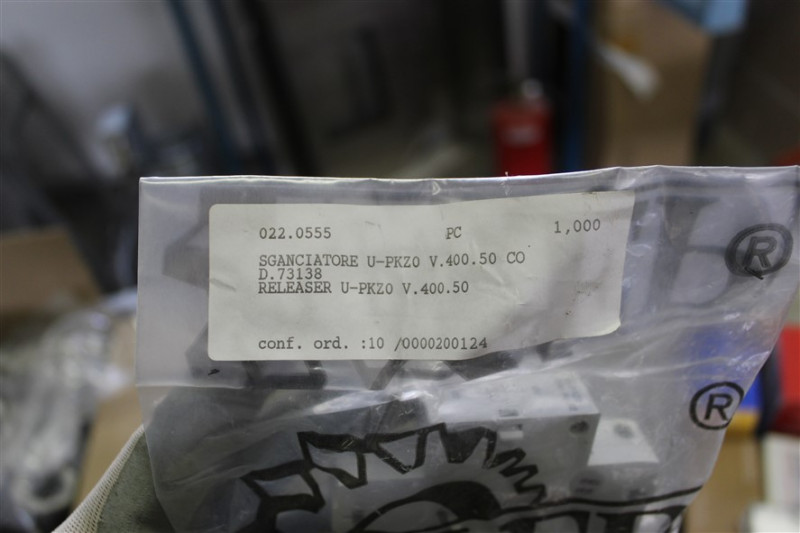 022.0555 PC 1,000
SGANCIATORE U-PKZ0 V.400.50 CO
D.73138
RELEASER U-PKZ0 V.400.50
conf. ord. :10 /0000200124
®
®